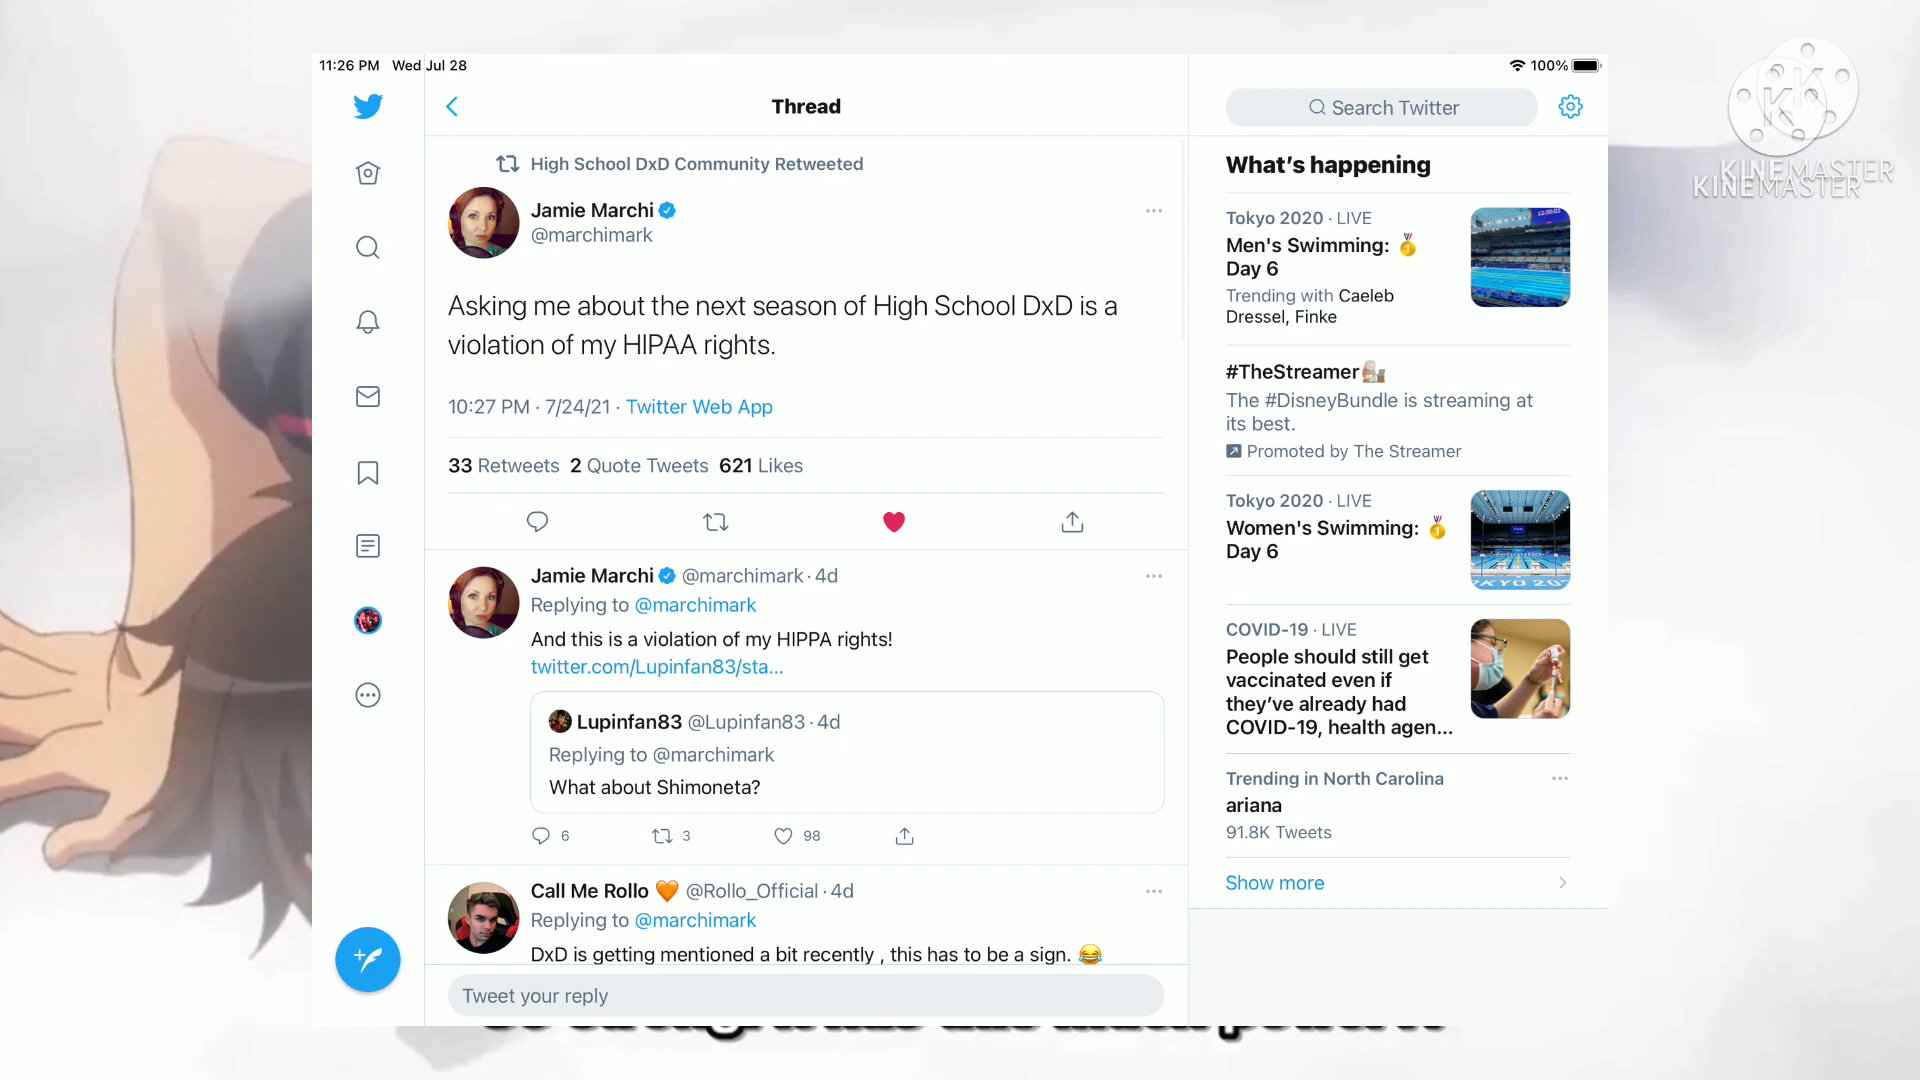 11:26 PM Wed Jul 28
100%
Thread
Search Twitter
High School DxD Community Retweeted
Jamie Marchi
@marchimark
Asking me about the next season of High School DxD is a
violation of my HIPAA rights.
10:27 PM · 7/24/21 · Twitter Web App
33 Retweets 2 Quote Tweets 621 Likes
Jamie Marchi @marchimark · 4d
Replying to @marchimark
And this is a violation of my HIPPA rights!
twitter.com/Lupinfan83/sta...
Lupinfan83 @Lupinfan83 · 4d
Replying to @marchimark
What about Shimoneta?
6 3 98
Call Me Rollo 🧡 @Rollo_Official · 4d
Replying to @marchimark
DxD is getting mentioned a bit recently , this has to be a sign. 😂
Tweet your reply
What's happening
Tokyo 2020 · LIVE
Men's Swimming: 🏅
Day 6
Trending with Caeleb
Dressel, Finke
#TheStreamer
The #DisneyBundle is streaming at
its best.
Promoted by The Streamer
Tokyo 2020 · LIVE
Women's Swimming: 🏅
Day 6
COVID-19 · LIVE
People should still get
vaccinated even if
they've already had
COVID-19, health agen...
Trending in North Carolina
ariana
91.8K Tweets
Show more
KINEMASTER
KINEMASTER